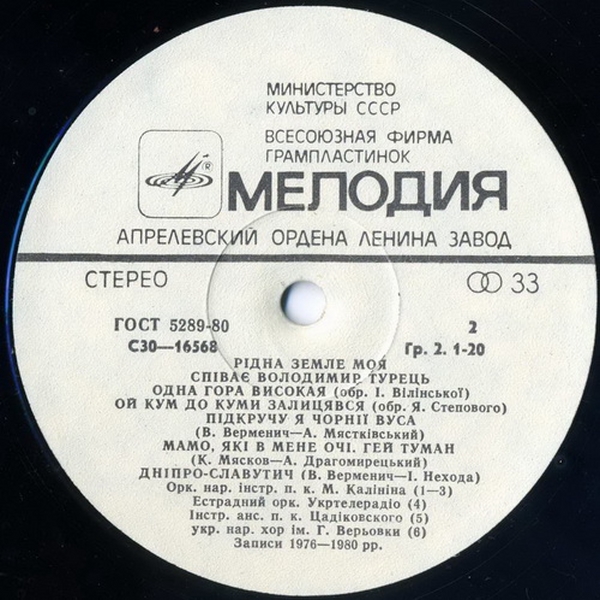 МИНИСТЕРСТВО
КУЛЬТУРЫ СССР
ВСЕСОЮЗНАЯ ФИРМА
ГРАМПЛАСТИНОК
МЕЛОДИЯ
АПРЕЛЕВСКИЙ ОРДЕНА ЛЕНИНА ЗАВОД
СТЕРЕО 33
ГОСТ 5289-80 2
С30—16568 Гр. 2. 1-20
РІДНА ЗЕМЛЕ МОЯ
СПІВАЄ ВОЛОДИМИР ТУРЕЦЬ
ОДНА ГОРА ВИСОКАЯ (обр. І. Вілінської)
ОЙ КУМ ДО КУМИ ЗАЛИЦЯВСЯ (обр. Я. Степового)
ПІДКРУЧУ Я ЧОРНІЇ ВУСА
(В. Верменич—А. Мястківський)
МАМО, ЯКІ В МЕНЕ ОЧІ. ГЕЙ ТУМАН
(К. Мясков—А. Драгомирецький)
ДНІПРО-СЛАВУТИЧ (В. Верменич—І. Нехода)
Орк. нар. інстр. п. к. М. Калініна (1—3)
Естрадний орк. Укртелерадіо (4)
Інстр. анс. п. к. Цадіковского (5)
укр. нар. хор ім. Г. Верьовки (6)
Записи 1976—1980 рр.